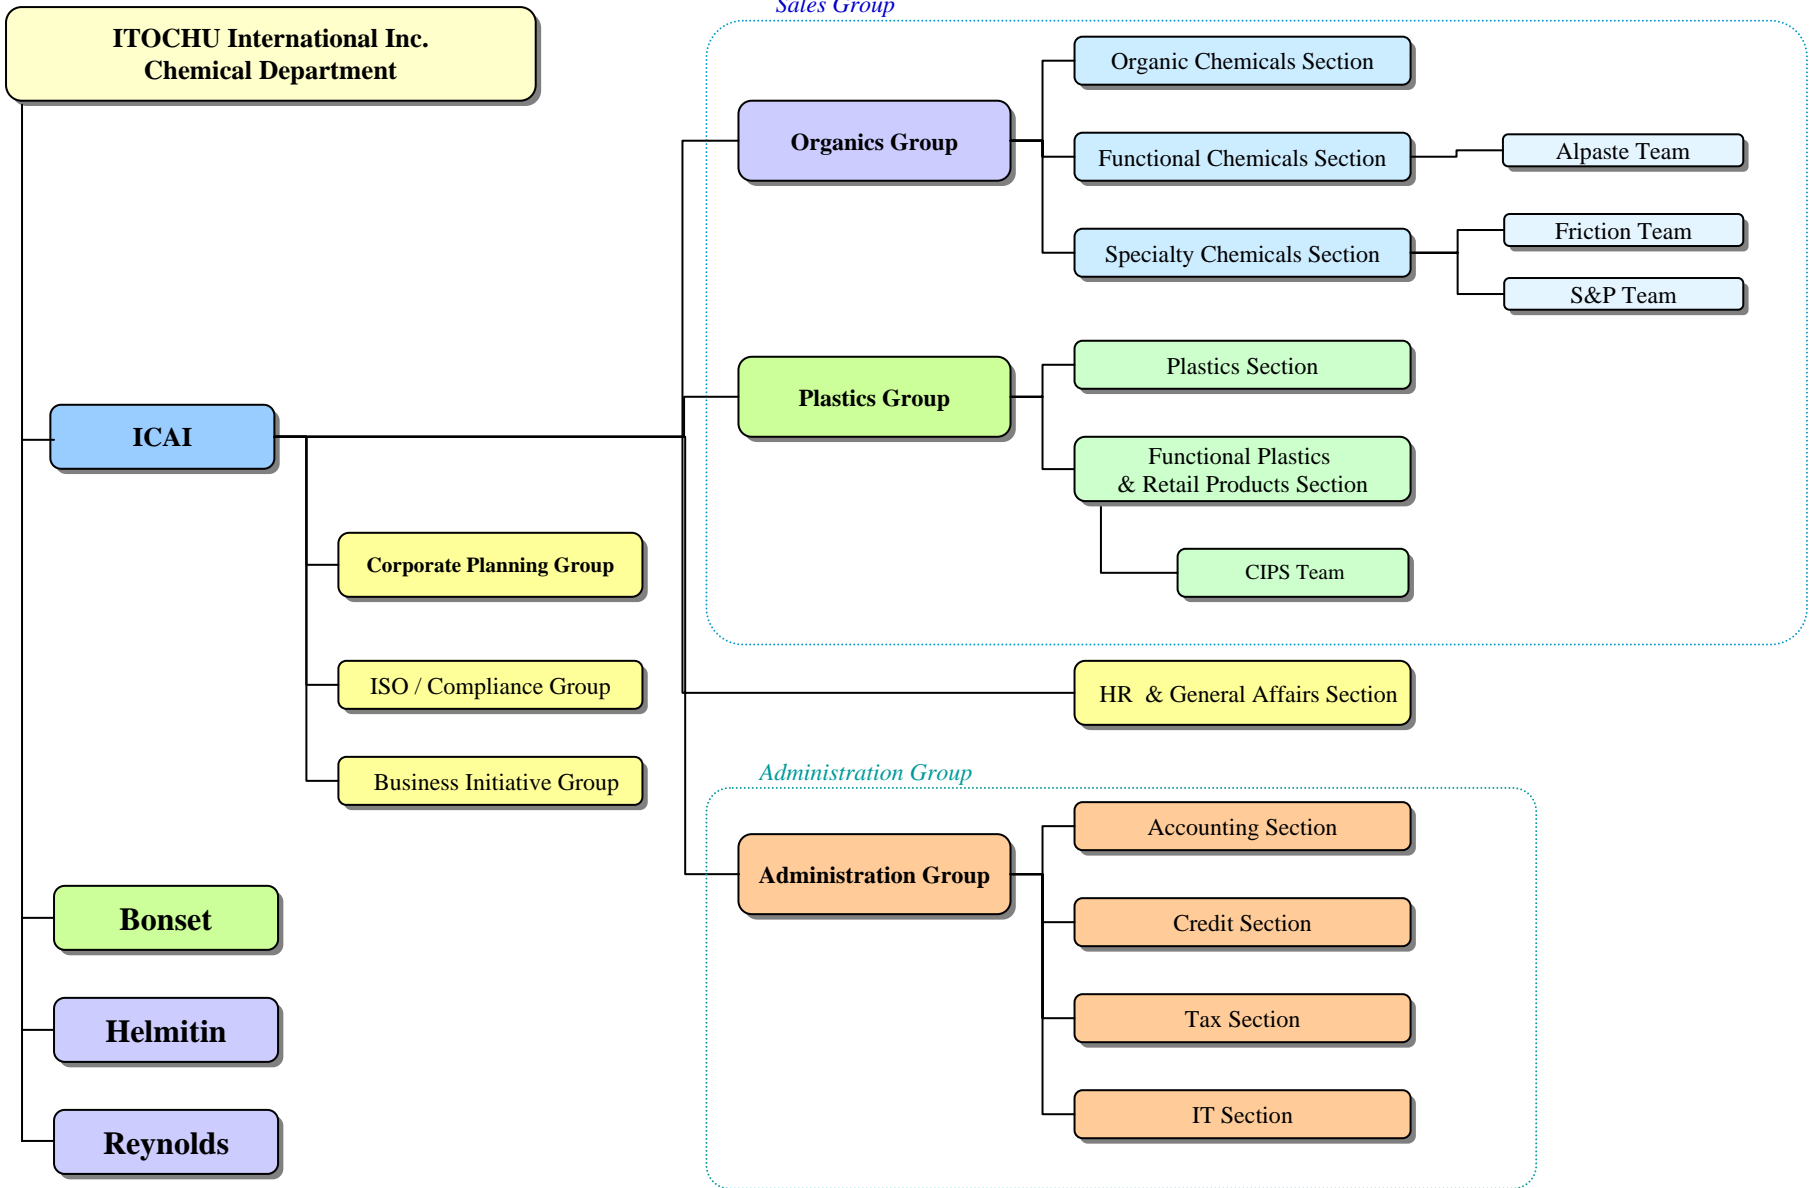 ITOCHU International Inc.
Chemical Department
Sales Group
Organic Chemicals Section
Organics Group
Functional Chemicals Section
Alpaste Team
Friction Team
Specialty Chemicals Section
S&P Team
Plastics Section
Plastics Group
ICAI
Functional Plastics
& Retail Products Section
Corporate Planning Group
CIPS Team
ISO / Compliance Group
HR & General Affairs Section
Business Initiative Group
Administration Group
Accounting Section
Administration Group
Bonset
Credit Section
Helmitin
Tax Section
Reynolds
IT Section